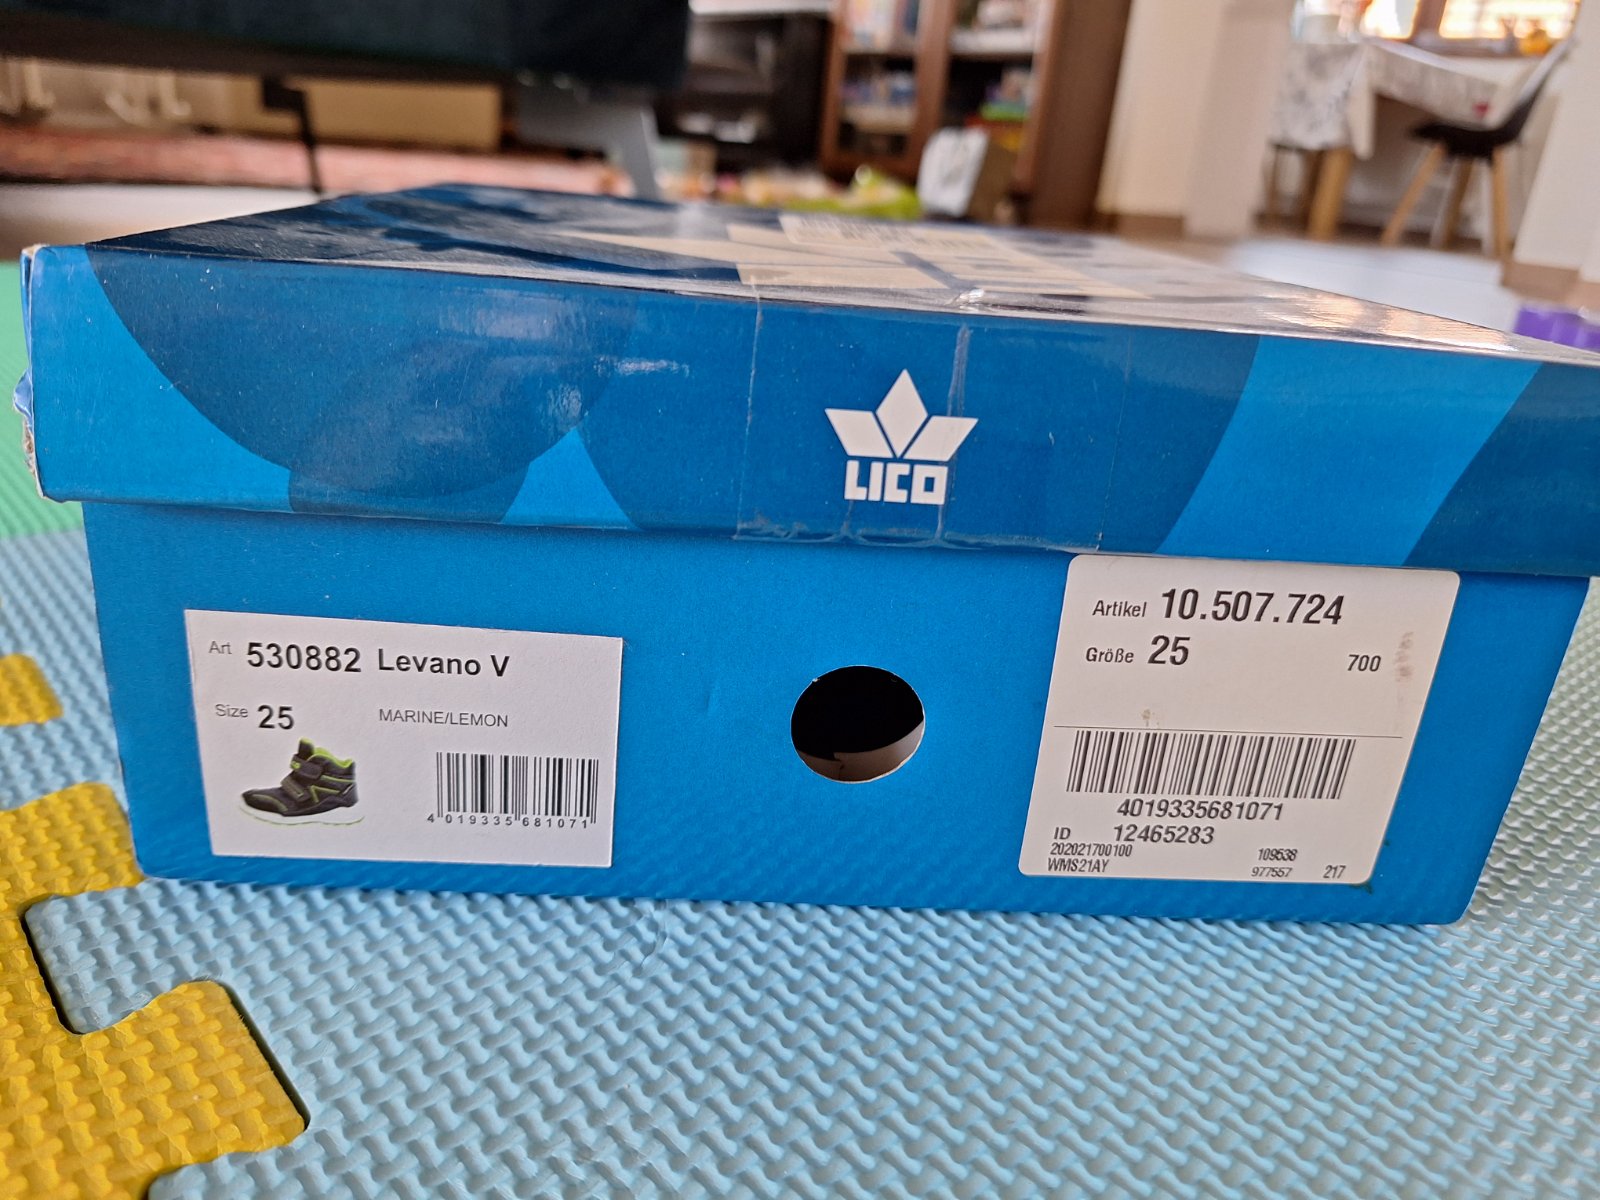 LICO
Art 530882 Levano V
Size 25 MARINE/LEMON
4 019335 681071
Artikel 10.507.724
Größe 25 700
4019335681071
ID 12465283
202021700100 109538
WMS21AY 977557 217